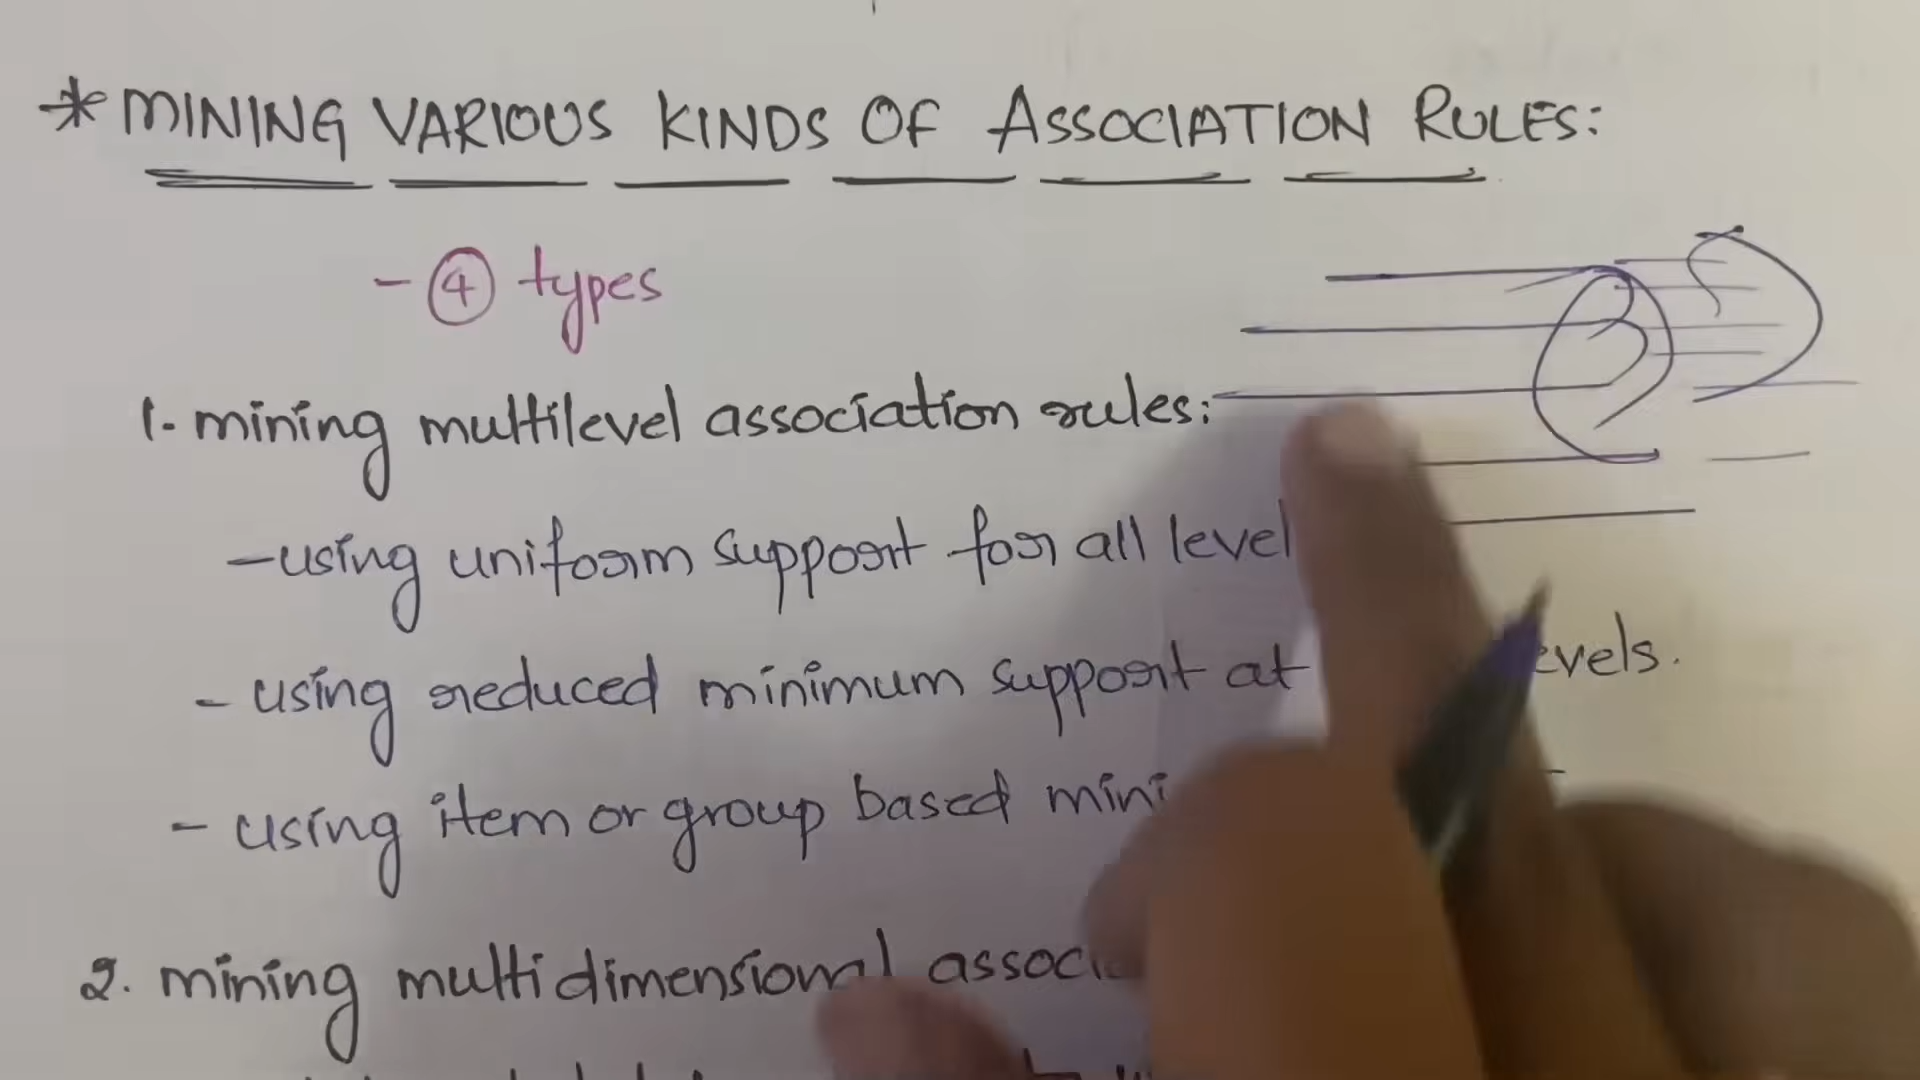 * MINING VARIOUS KINDS OF ASSOCIATION RULES:
- 4 types
1. mining multilevel association rules:
- using uniform support for all level
- using reduced minimum support at evels.
- using item or group based mini
2. mining multidimensional associ